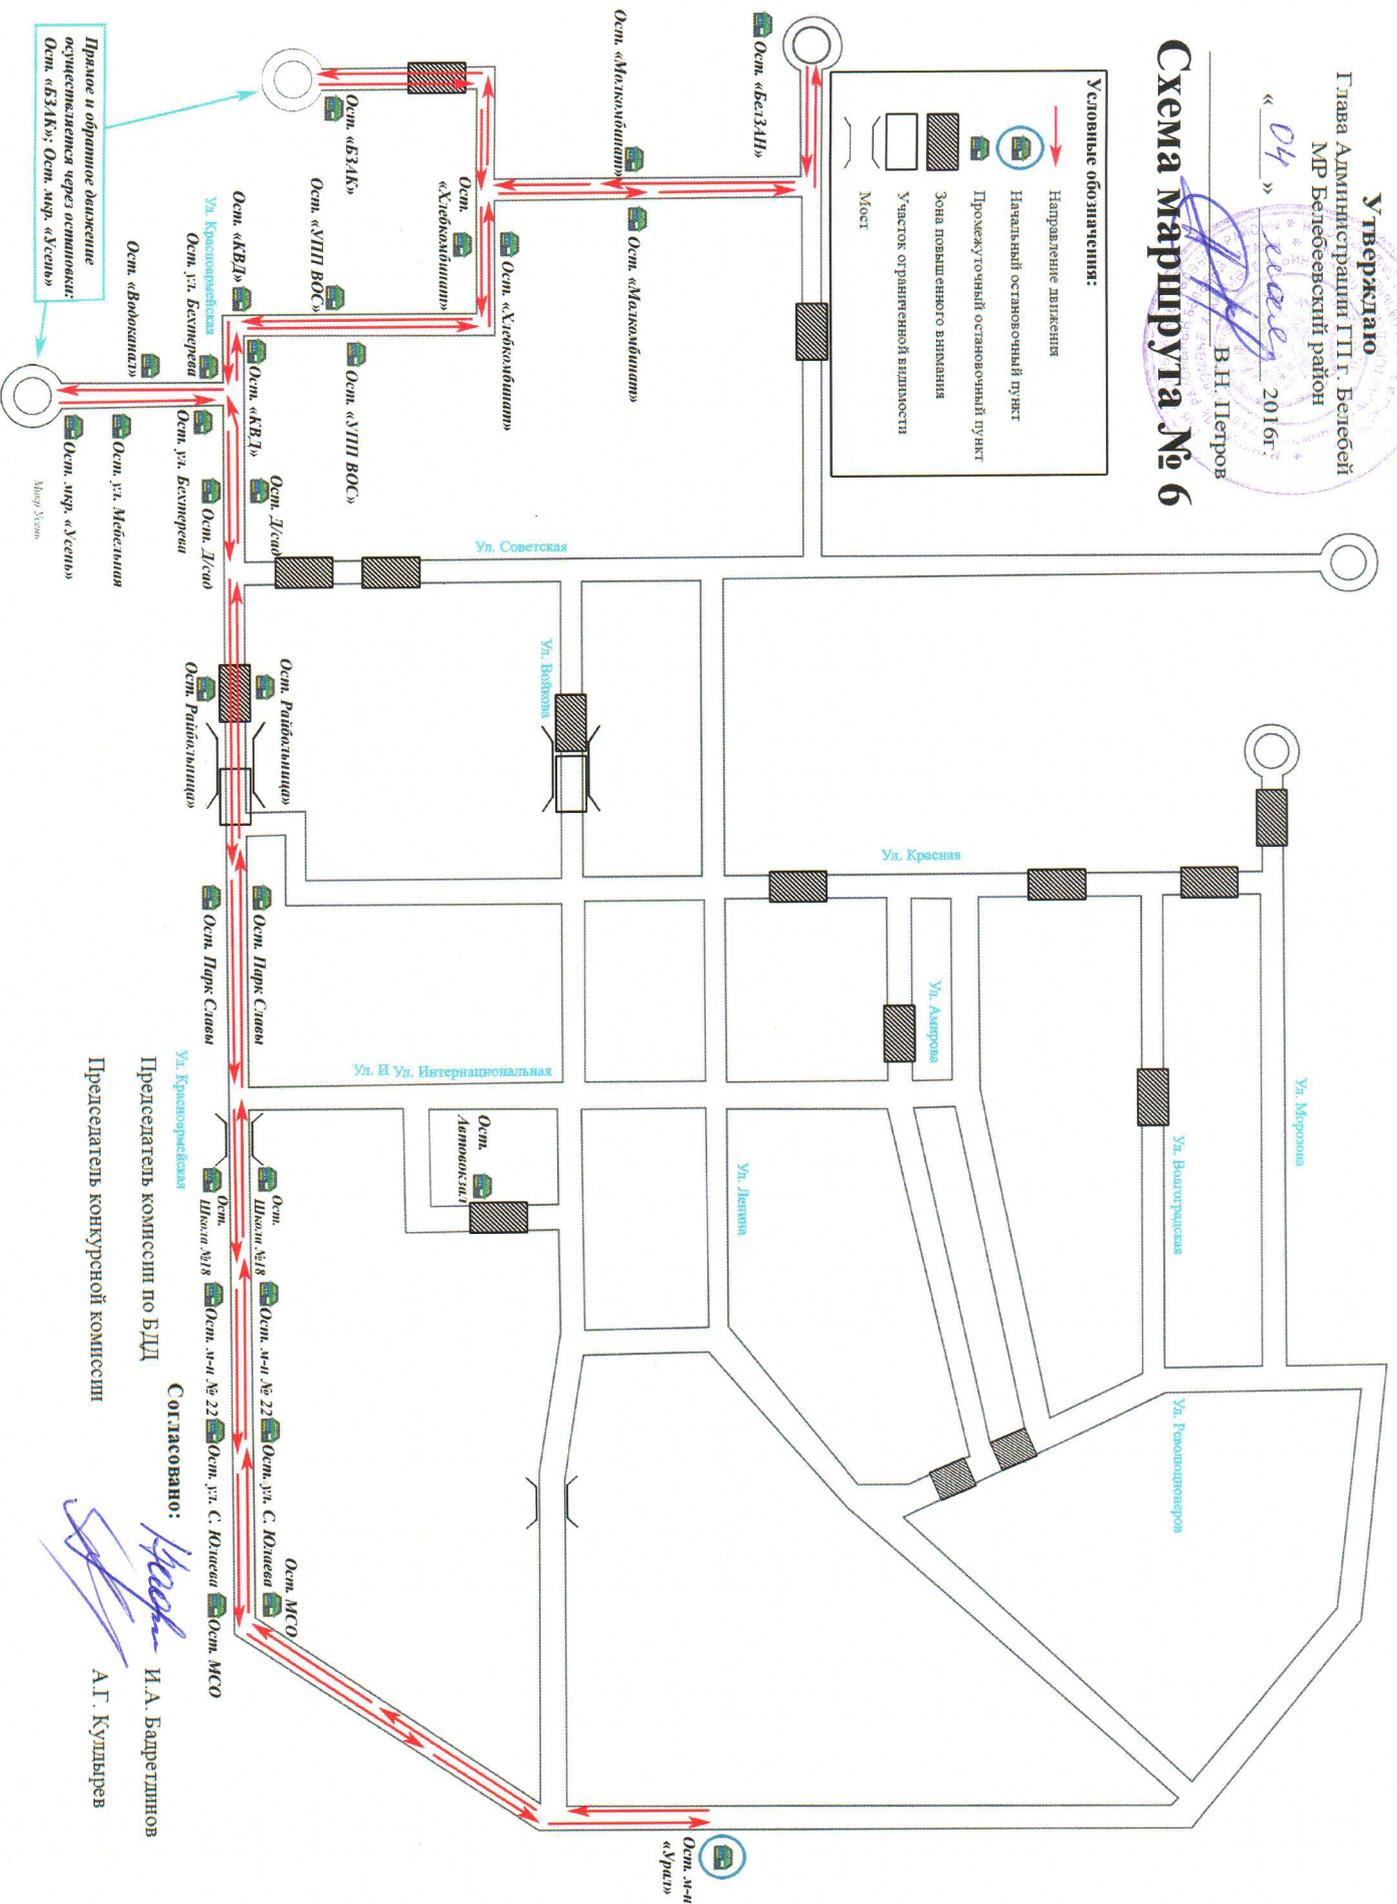 Утверждаю
Глава Администрации ГП г. Белебей
МР Белебеевский район
В.Н. Петров
« 04 » 2016г.
Схема маршрута № 6
Условные обозначения:
Направление движения
Начальный остановочный пункт
Промежуточный остановочный пункт
Зона повышенного внимания
Участок ограниченной видимости
Мост
Ост. «БелЗАН»
Ост. «Молкомбинат»
Ост. «Молкомбинат»
Ост. «Хлебкомбинат»
Ост.
«Хлебкомбинат»
Ост. «БЗАК»
Ост. «УПП ВОС»
Ост. «УПП ВОС»
Ост. «КВД»
Ост. «КВД»
Ул. Красноармейская
Ост. ул. Бехтерева
Ост. ул. Бехтерева
Ост. «Водоканал»
Ост. ул. Мебельная
Ост. мкр. «Усень»
Мкр Усень
Прямое и обратное движение
осуществляется через остановки:
Ост. «БЗАК»; Ост. мкр. «Усень»
Ост. Д/сад
Ост. Д/сад
Ул. Советская
Ул. Войкова
Ост. Райбольница»
Ост. Райбольница»
Ул. Красная
Ост. Парк Славы
Ост. Парк Славы
Ул. Амирова
Ул. И Ул. Интернациональная
Ул. Морозова
Ул. Волгоградская
Ул. Ленина
Ост.
Автовокзал
Ул. Революционеров
Ул. Красноармейская
Ост.
Школа №18
Ост.
Школа №18
Ост. м-н № 22
Ост. м-н № 22
Ост. ул. С. Юлаева
Ост. ул. С. Юлаева
Ост. МСО
Ост. МСО
Ост. м-н
«Урал»
Согласовано:
Председатель комиссии по БДД И.А. Бадретдинов
Председатель конкурсной комиссии А.Г. Кулдырев